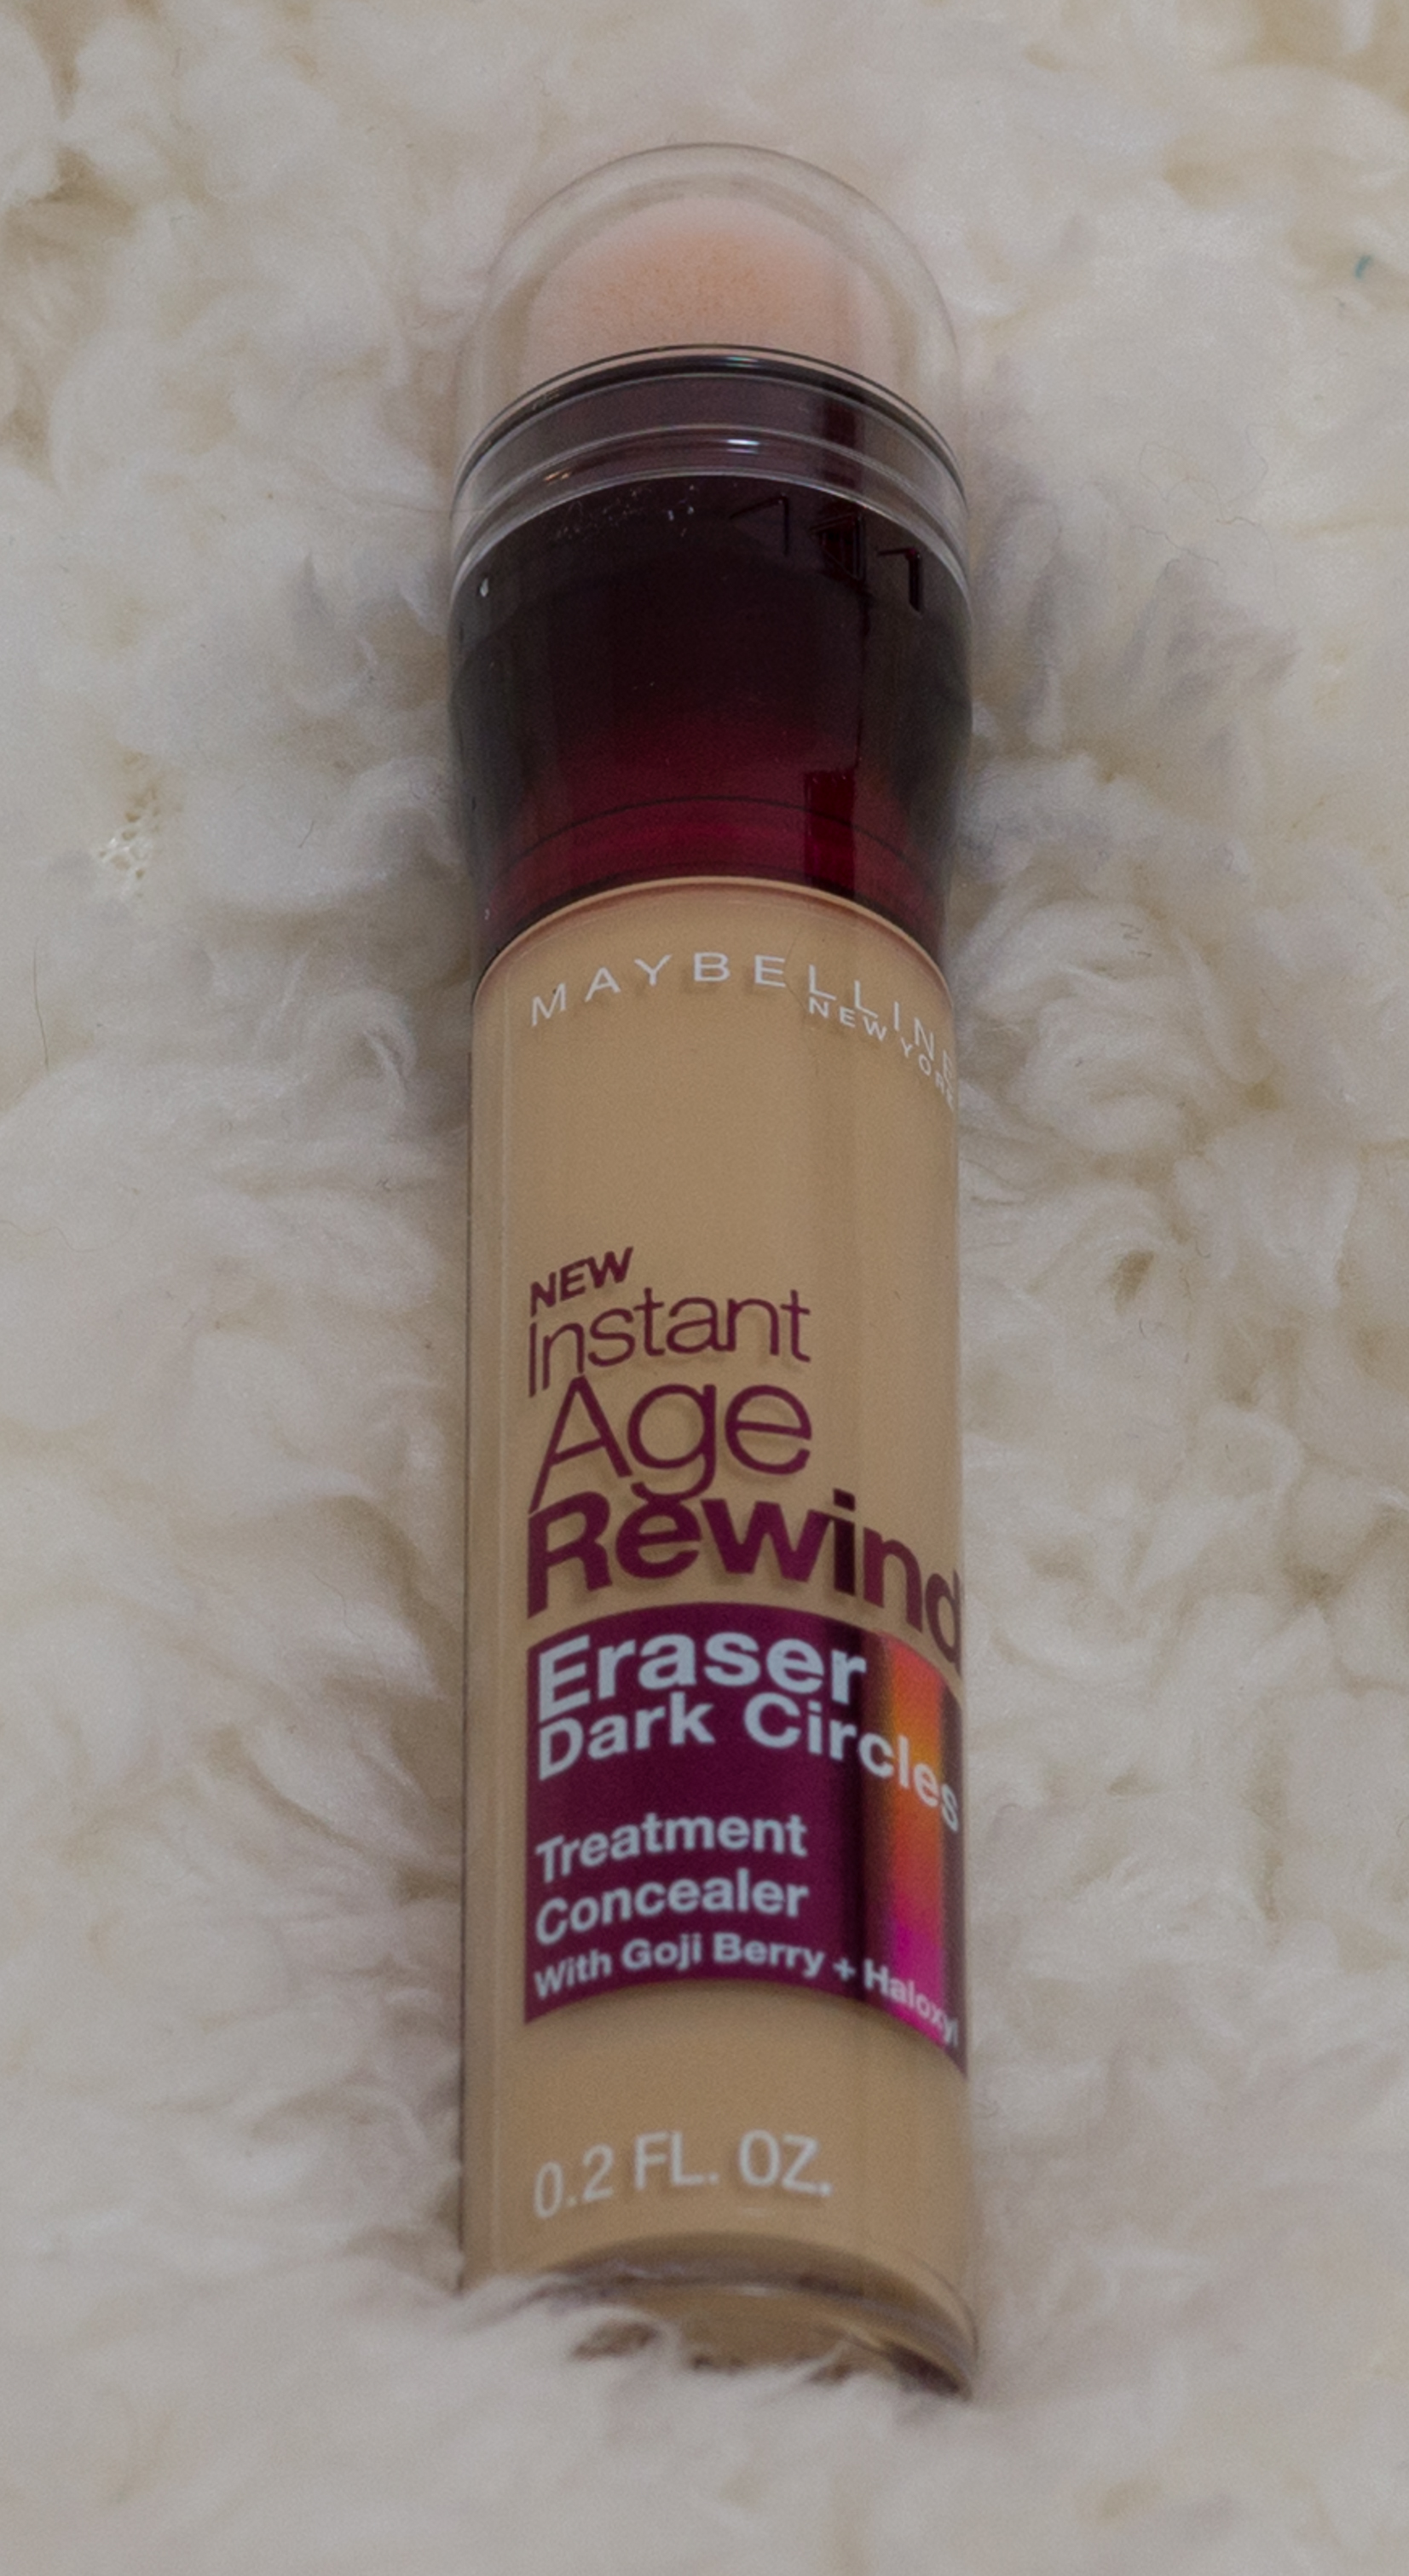 MAYBELLINE
NEW YORK
NEW
Instant
Age
Rewind
Eraser
Dark Circles
Treatment
Concealer
With Goji Berry + Haloxyl
0.2 FL. OZ.